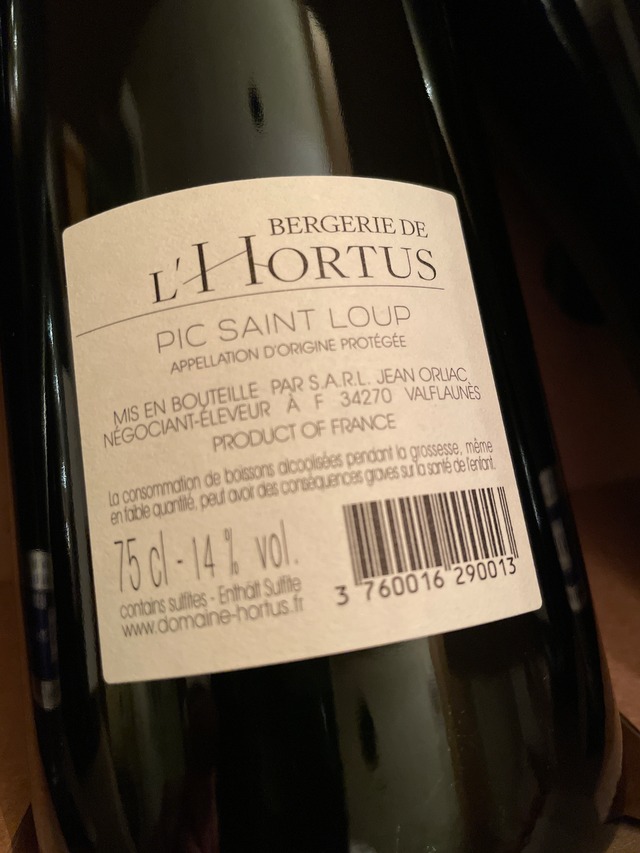 BERGERIE DE
L'HORTUS
PIC SAINT LOUP
APPELLATION D'ORIGINE PROTÉGÉE
MIS EN BOUTEILLE PAR S.A.R.L. JEAN ORLIAC,
NÉGOCIANT-ÉLEVEUR À F 34270 VALFLAUNÈS
PRODUCT OF FRANCE
La consommation de boissons alcoolisées pendant la grossesse, même
en faible quantité, peut avoir des conséquences graves sur la santé de l'enfant.
75 cl - 14 % vol.
contains sulfites - Enthält Sulfite
www.domaine-hortus.fr
3 760016 290013